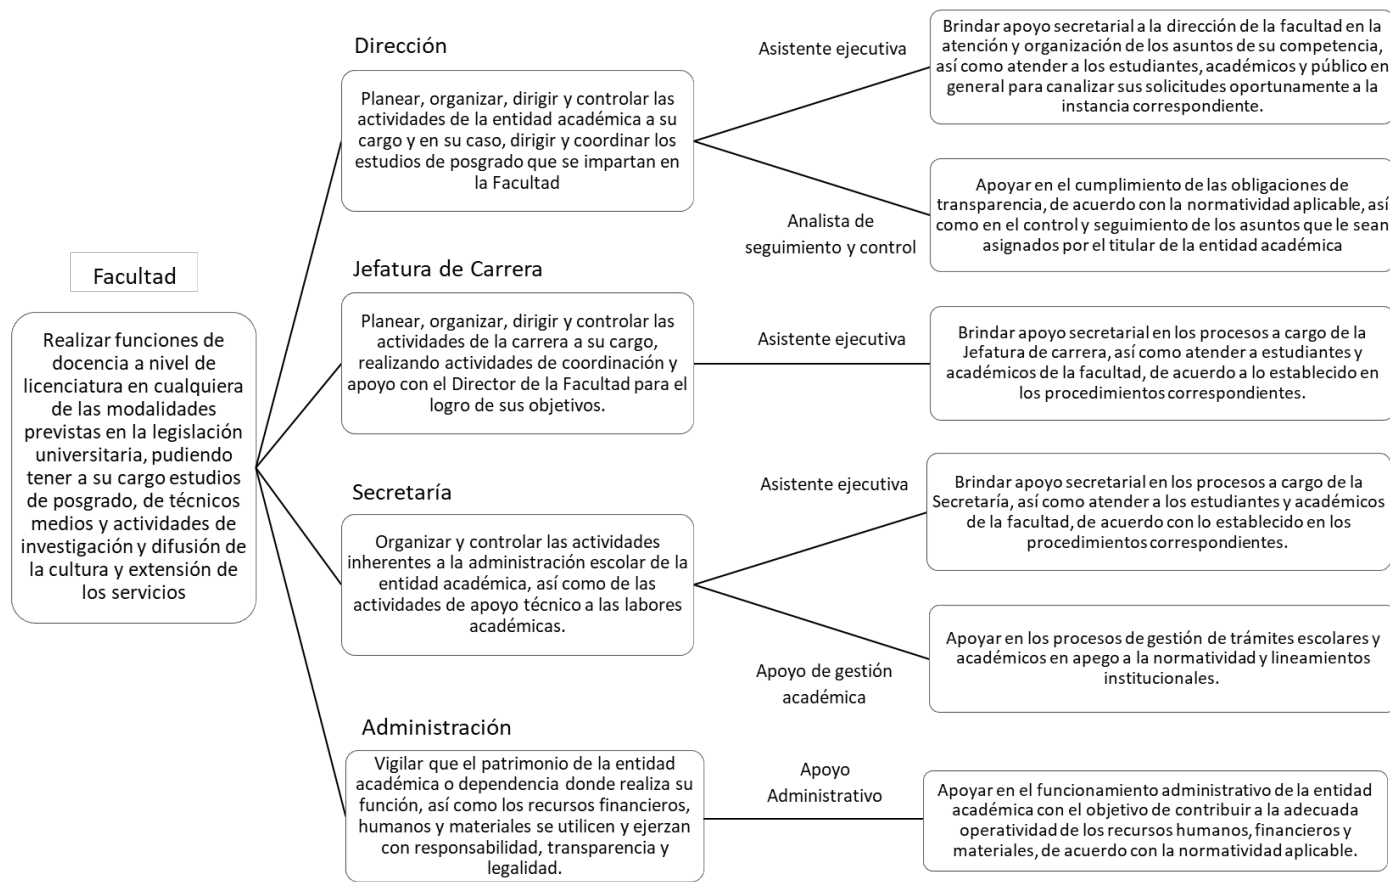 Facultad
Realizar funciones de
docencia a nivel de
licenciatura en cualquiera
de las modalidades
previstas en la legislación
universitaria, pudiendo
tener a su cargo estudios
de posgrado, de técnicos
medios y actividades de
investigación y difusión de
la cultura y extensión de
los servicios
Dirección
Planear, organizar, dirigir y controlar las
actividades de la entidad académica a su
cargo y en su caso, dirigir y coordinar los
estudios de posgrado que se impartan en
la Facultad
Asistente ejecutiva
Brindar apoyo secretarial a la dirección de la facultad en la
atención y organización de los asuntos de su competencia,
así como atender a los estudiantes, académicos y público en
general para canalizar sus solicitudes oportunamente a la
instancia correspondiente.
Analista de
seguimiento y control
Apoyar en el cumplimiento de las obligaciones de
transparencia, de acuerdo con la normatividad aplicable, así
como en el control y seguimiento de los asuntos que le sean
asignados por el titular de la entidad académica
Jefatura de Carrera
Planear, organizar, dirigir y controlar las
actividades de la carrera a su cargo,
realizando actividades de coordinación y
apoyo con el Director de la Facultad para el
logro de sus objetivos.
Asistente ejecutiva
Brindar apoyo secretarial en los procesos a cargo de la
Jefatura de carrera, así como atender a estudiantes y
académicos de la facultad, de acuerdo a lo establecido en
los procedimientos correspondientes.
Secretaría
Organizar y controlar las actividades
inherentes a la administración escolar de la
entidad académica, así como de las
actividades de apoyo técnico a las labores
académicas.
Asistente ejecutiva
Brindar apoyo secretarial en los procesos a cargo de la
Secretaría, así como atender a los estudiantes y académicos
de la facultad, de acuerdo con lo establecido en los
procedimientos correspondientes.
Apoyo de gestión
académica
Apoyar en los procesos de gestión de trámites escolares y
académicos en apego a la normatividad y lineamientos
institucionales.
Administración
Vigilar que el patrimonio de la entidad
académica o dependencia donde realiza su
función, así como los recursos financieros,
humanos y materiales se utilicen y ejerzan
con responsabilidad, transparencia y
legalidad.
Apoyo
Administrativo
Apoyar en el funcionamiento administrativo de la entidad
académica con el objetivo de contribuir a la adecuada
operatividad de los recursos humanos, financieros y
materiales, de acuerdo con la normatividad aplicable.